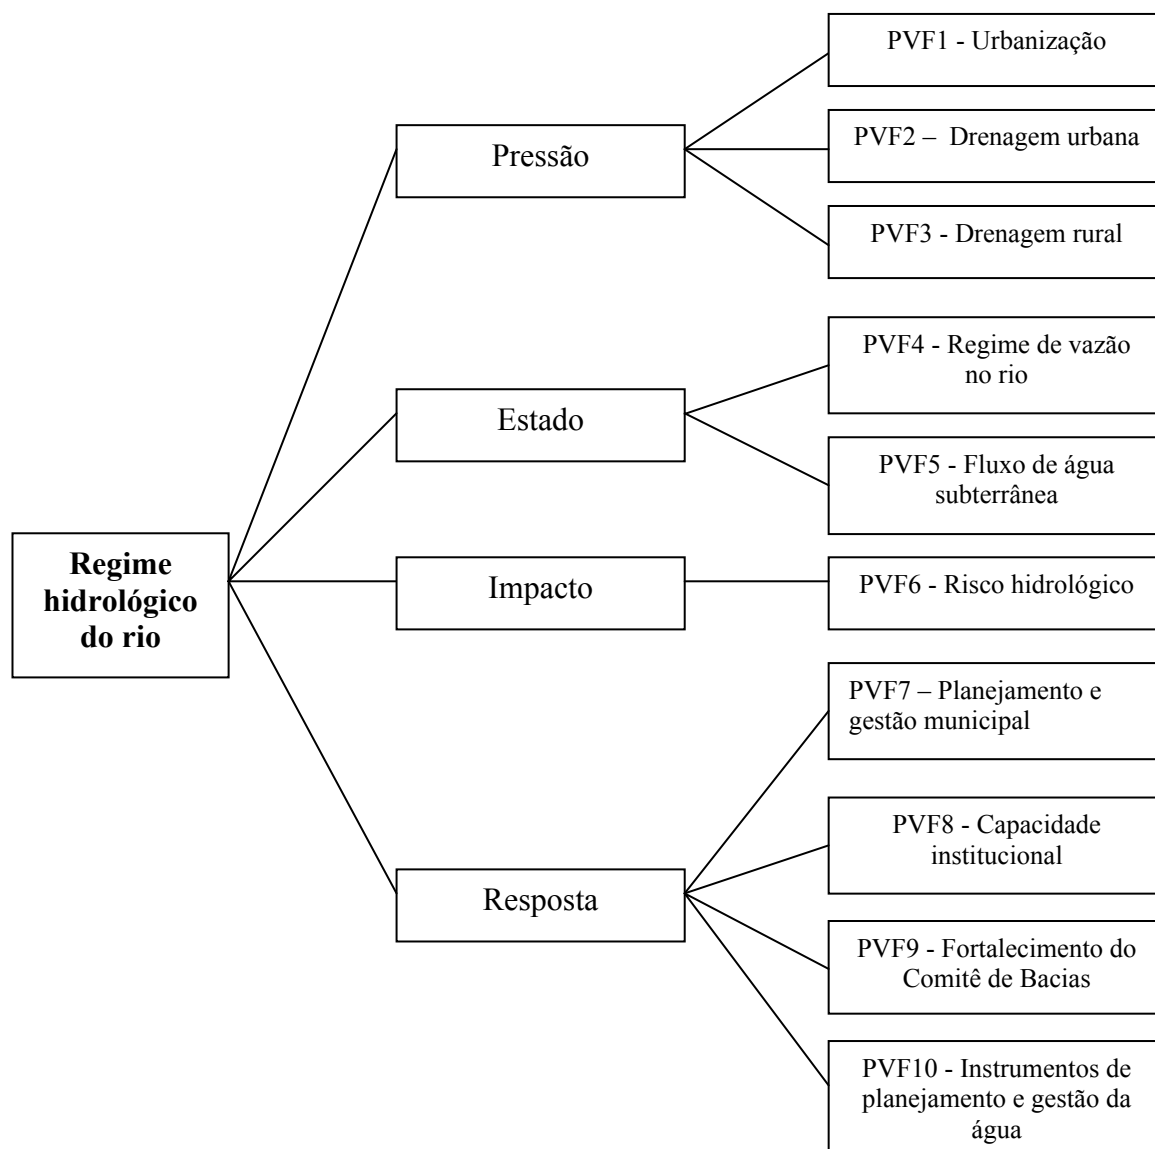 Regime
hidrológico
do rio
Pressão
PVF1 - Urbanização
PVF2 – Drenagem urbana
PVF3 - Drenagem rural
Estado
PVF4 - Regime de vazão
no rio
PVF5 - Fluxo de água
subterrânea
Impacto
PVF6 - Risco hidrológico
Resposta
PVF7 – Planejamento e
gestão municipal
PVF8 - Capacidade
institucional
PVF9 - Fortalecimento do
Comitê de Bacias
PVF10 - Instrumentos de
planejamento e gestão da
água